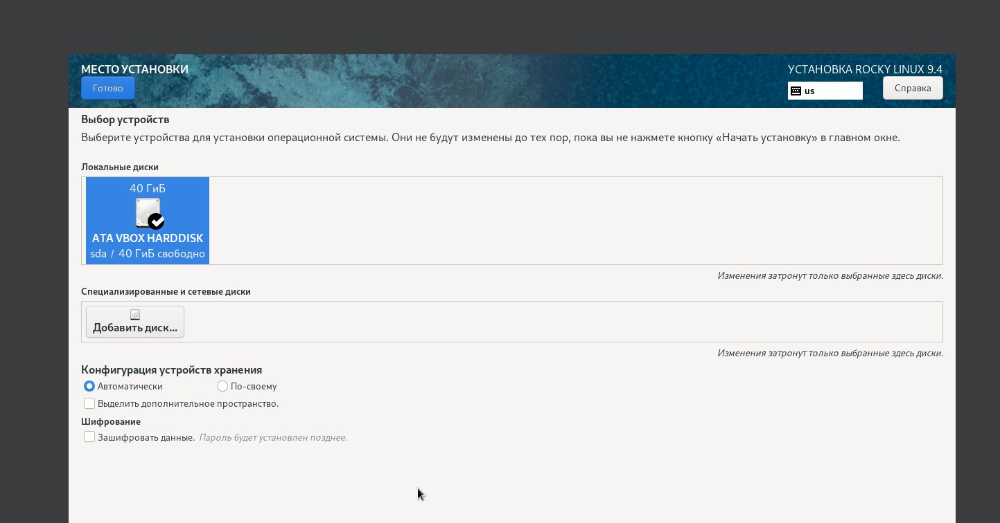 МЕСТО УСТАНОВКИ
УСТАНОВКА ROCKY LINUX 9.4
Готово
us
Справка
Выбор устройств
Выберите устройства для установки операционной системы. Они не будут изменены до тех пор, пока вы не нажмете кнопку «Начать установку» в главном окне.
Локальные диски
40 ГиБ
ATA VBOX HARDDISK
sda / 40 ГиБ свободно
Изменения затронут только выбранные здесь диски.
Специализированные и сетевые диски
Добавить диск...
Изменения затронут только выбранные здесь диски.
Конфигурация устройств хранения
Автоматически
По-своему
Выделить дополнительное пространство.
Шифрование
Зашифровать данные. Пароль будет установлен позднее.